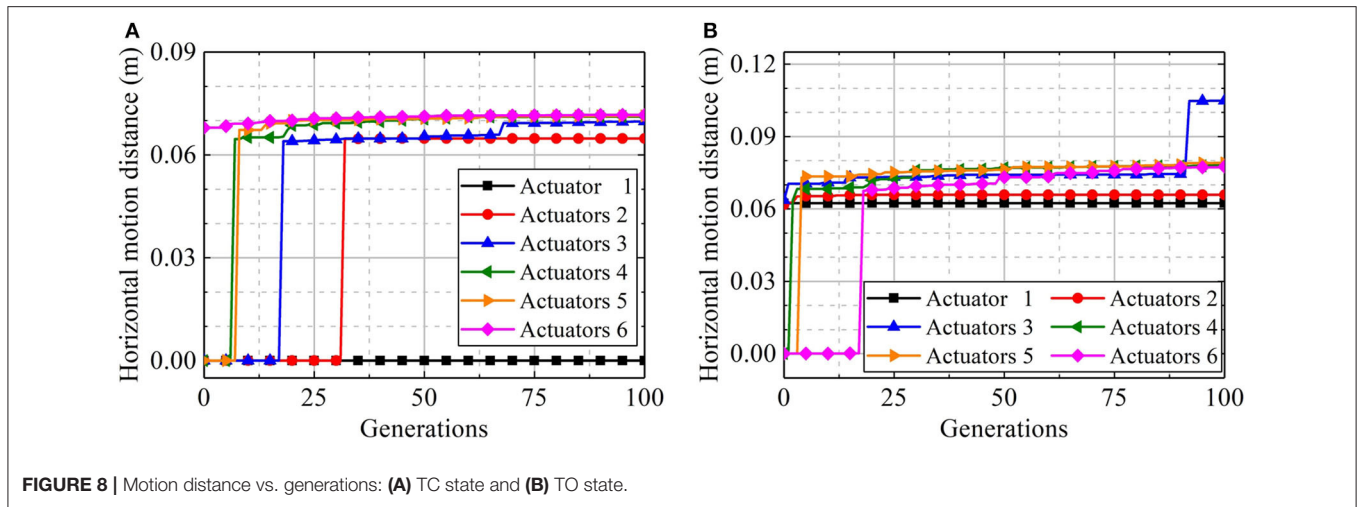 A
Horizontal motion distance (m)
0.09
0.06
0.03
0.00
Actuator 1
Actuators 2
Actuators 3
Actuators 4
Actuators 5
Actuators 6
0 25 50 75 100
Generations
B
Horizontal motion distance (m)
0.12
0.09
0.06
0.03
0.00
Actuator 1 Actuators 2
Actuators 3 Actuators 4
Actuators 5 Actuators 6
0 25 50 75 100
Generations
FIGURE 8 | Motion distance vs. generations: (A) TC state and (B) TO state.